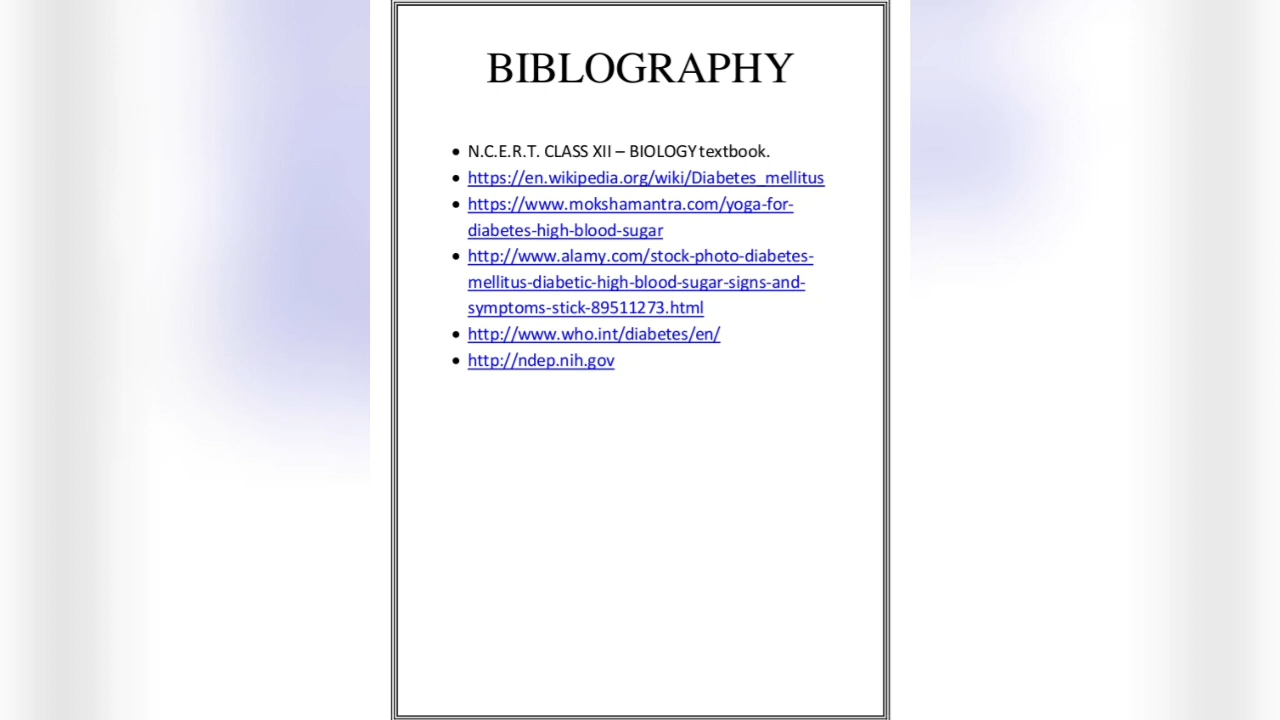 BIBLOGRAPHY
• N.C.E.R.T. CLASS XII – BIOLOGY textbook.
• https://en.wikipedia.org/wiki/Diabetes_mellitus
• https://www.mokshamantra.com/yoga-for-
diabetes-high-blood-sugar
• http://www.alamy.com/stock-photo-diabetes-
mellitus-diabetic-high-blood-sugar-signs-and-
symptoms-stick-89511273.html
• http://www.who.int/diabetes/en/
• http://ndep.nih.gov